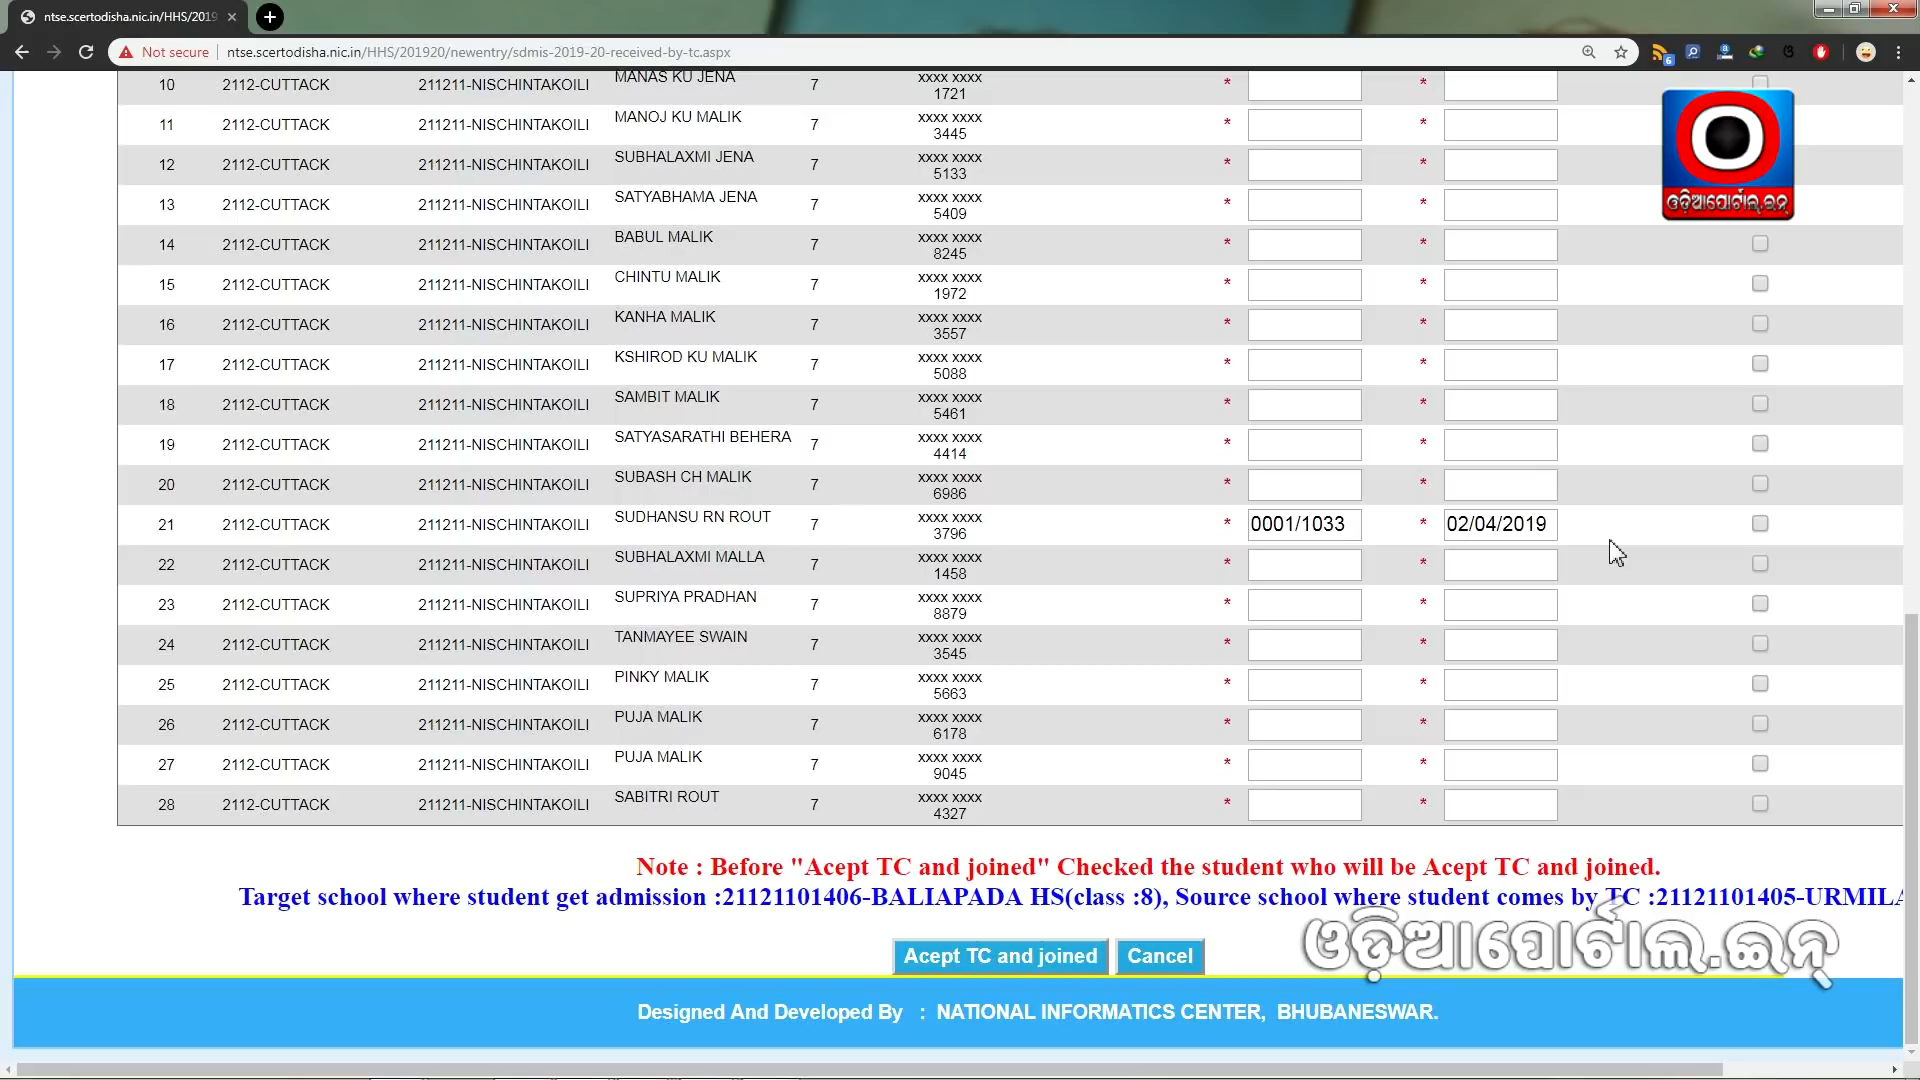 ntse.scertodisha.nic.in/HHS/2019
Not secure
ntse.scertodisha.nic.in/HHS/201920/newentry/sdmis-2019-20-received-by-tc.aspx
6
10 2112-CUTTACK 211211-NISCHINTAKOILI MANAS KU JENA 7 xxxx xxxx 1721 * *
11 2112-CUTTACK 211211-NISCHINTAKOILI MANOJ KU MALIK 7 xxxx xxxx 3445 * *
12 2112-CUTTACK 211211-NISCHINTAKOILI SUBHALAXMI JENA 7 xxxx xxxx 5133 * *
13 2112-CUTTACK 211211-NISCHINTAKOILI SATYABHAMA JENA 7 xxxx xxxx 5409 * *
ଓଡ଼ିଆପୋର୍ଟାଲ.ଇନ୍
14 2112-CUTTACK 211211-NISCHINTAKOILI BABUL MALIK 7 xxxx xxxx 8245 * *
15 2112-CUTTACK 211211-NISCHINTAKOILI CHINTU MALIK 7 xxxx xxxx 1972 * *
16 2112-CUTTACK 211211-NISCHINTAKOILI KANHA MALIK 7 xxxx xxxx 3557 * *
17 2112-CUTTACK 211211-NISCHINTAKOILI KSHIROD KU MALIK 7 xxxx xxxx 5088 * *
18 2112-CUTTACK 211211-NISCHINTAKOILI SAMBIT MALIK 7 xxxx xxxx 5461 * *
19 2112-CUTTACK 211211-NISCHINTAKOILI SATYASARATHI BEHERA 7 xxxx xxxx 4414 * *
20 2112-CUTTACK 211211-NISCHINTAKOILI SUBASH CH MALIK 7 xxxx xxxx 6986 * *
21 2112-CUTTACK 211211-NISCHINTAKOILI SUDHANSU RN ROUT 7 xxxx xxxx 3796 * 0001/1033 * 02/04/2019
22 2112-CUTTACK 211211-NISCHINTAKOILI SUBHALAXMI MALLA 7 xxxx xxxx 1458 * *
23 2112-CUTTACK 211211-NISCHINTAKOILI SUPRIYA PRADHAN 7 xxxx xxxx 8879 * *
24 2112-CUTTACK 211211-NISCHINTAKOILI TANMAYEE SWAIN 7 xxxx xxxx 3545 * *
25 2112-CUTTACK 211211-NISCHINTAKOILI PINKY MALIK 7 xxxx xxxx 5663 * *
26 2112-CUTTACK 211211-NISCHINTAKOILI PUJA MALIK 7 xxxx xxxx 6178 * *
27 2112-CUTTACK 211211-NISCHINTAKOILI PUJA MALIK 7 xxxx xxxx 9045 * *
28 2112-CUTTACK 211211-NISCHINTAKOILI SABITRI ROUT 7 xxxx xxxx 4327 * *
Note : Before "Acept TC and joined" Checked the student who will be Acept TC and joined.
Target school where student get admission :21121101406-BALIAPADA HS(class :8), Source school where student comes by TC :21121101405-URMILA
Acept TC and joined Cancel
ଓଡ଼ିଆପୋର୍ଟାଲ.ଇନ୍
Designed And Developed By : NATIONAL INFORMATICS CENTER, BHUBANESWAR.